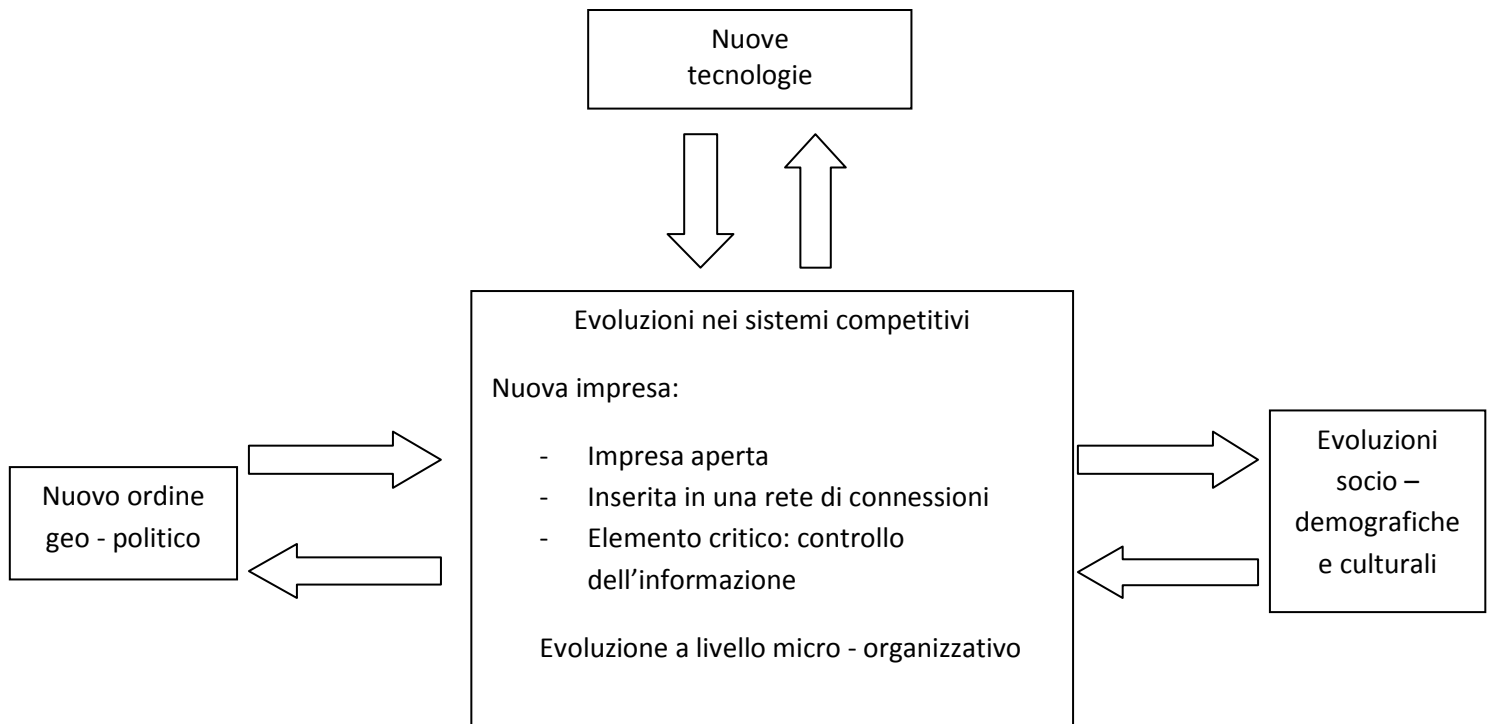 Nuove
tecnologie
Evoluzioni nei sistemi competitivi
Nuova impresa:
- Impresa aperta
- Inserita in una rete di connessioni
- Elemento critico: controllo
dell’informazione
Evoluzione a livello micro - organizzativo
Nuovo ordine
geo - politico
Evoluzioni
socio –
demografiche
e culturali